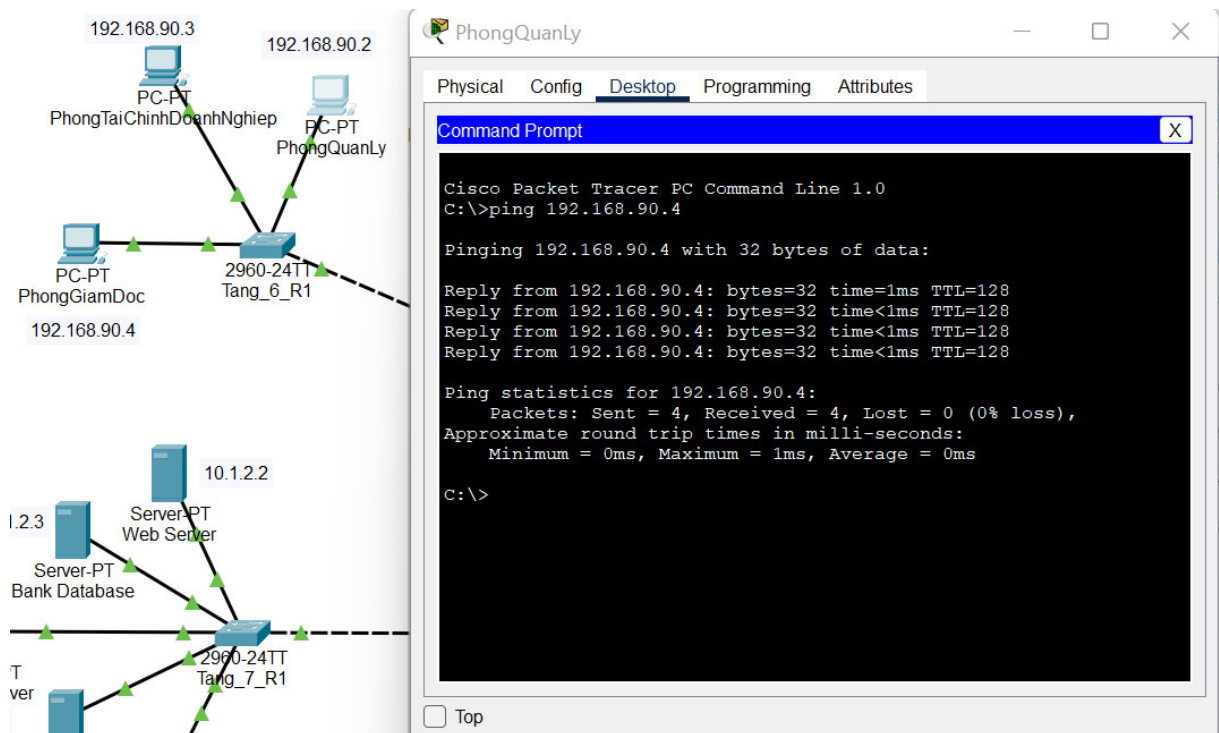 192.168.90.3
192.168.90.2
PC-PT
PhongTaiChinhDoanhNghiep
PC-PT
PhongQuanLy
PC-PT
PhongGiamDoc
192.168.90.4
2960-24TT
Tang_6_R1
10.1.2.2
Server-PT
Web Server
.2.3
Server-PT
Bank Database
2960-24TT
Tang_7_R1
T
ver
PhongQuanLy
Physical Config Desktop Programming Attributes
Command Prompt
X
Cisco Packet Tracer PC Command Line 1.0
C:\>ping 192.168.90.4
Pinging 192.168.90.4 with 32 bytes of data:
Reply from 192.168.90.4: bytes=32 time=1ms TTL=128
Reply from 192.168.90.4: bytes=32 time<1ms TTL=128
Reply from 192.168.90.4: bytes=32 time<1ms TTL=128
Reply from 192.168.90.4: bytes=32 time<1ms TTL=128
Ping statistics for 192.168.90.4:
Packets: Sent = 4, Received = 4, Lost = 0 (0% loss),
Approximate round trip times in milli-seconds:
Minimum = 0ms, Maximum = 1ms, Average = 0ms
C:\>
Top